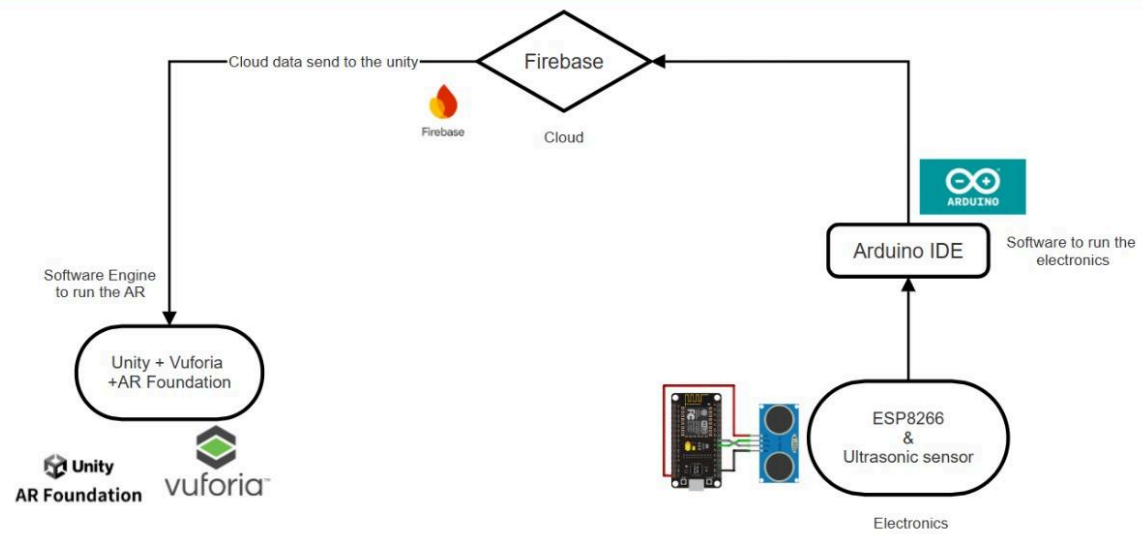 Cloud data send to the unity
Firebase
Firebase
Cloud
ARDUINO
Arduino IDE
Software to run the
electronics
Software Engine
to run the AR
Unity + Vuforia
+AR Foundation
Unity
AR Foundation
vuforia™
ESP8266
&
Ultrasonic sensor
Electronics